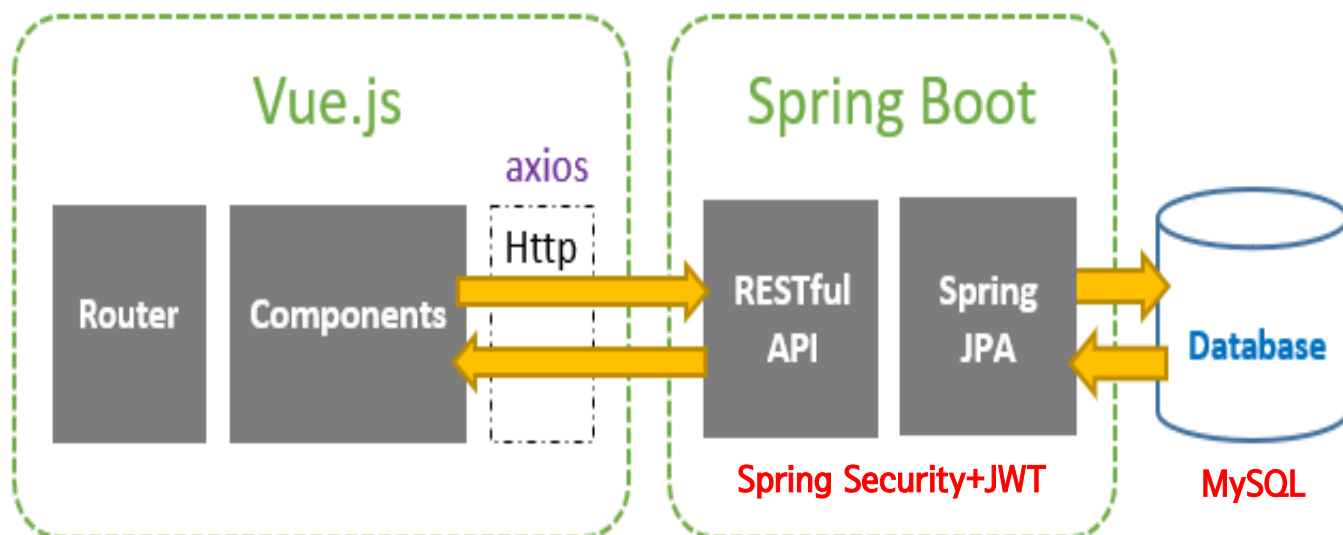 Vue.js
Spring Boot
axios
Http
Router
Components
RESTful
API
Spring
JPA
Database
Spring Security+JWT
MySQL